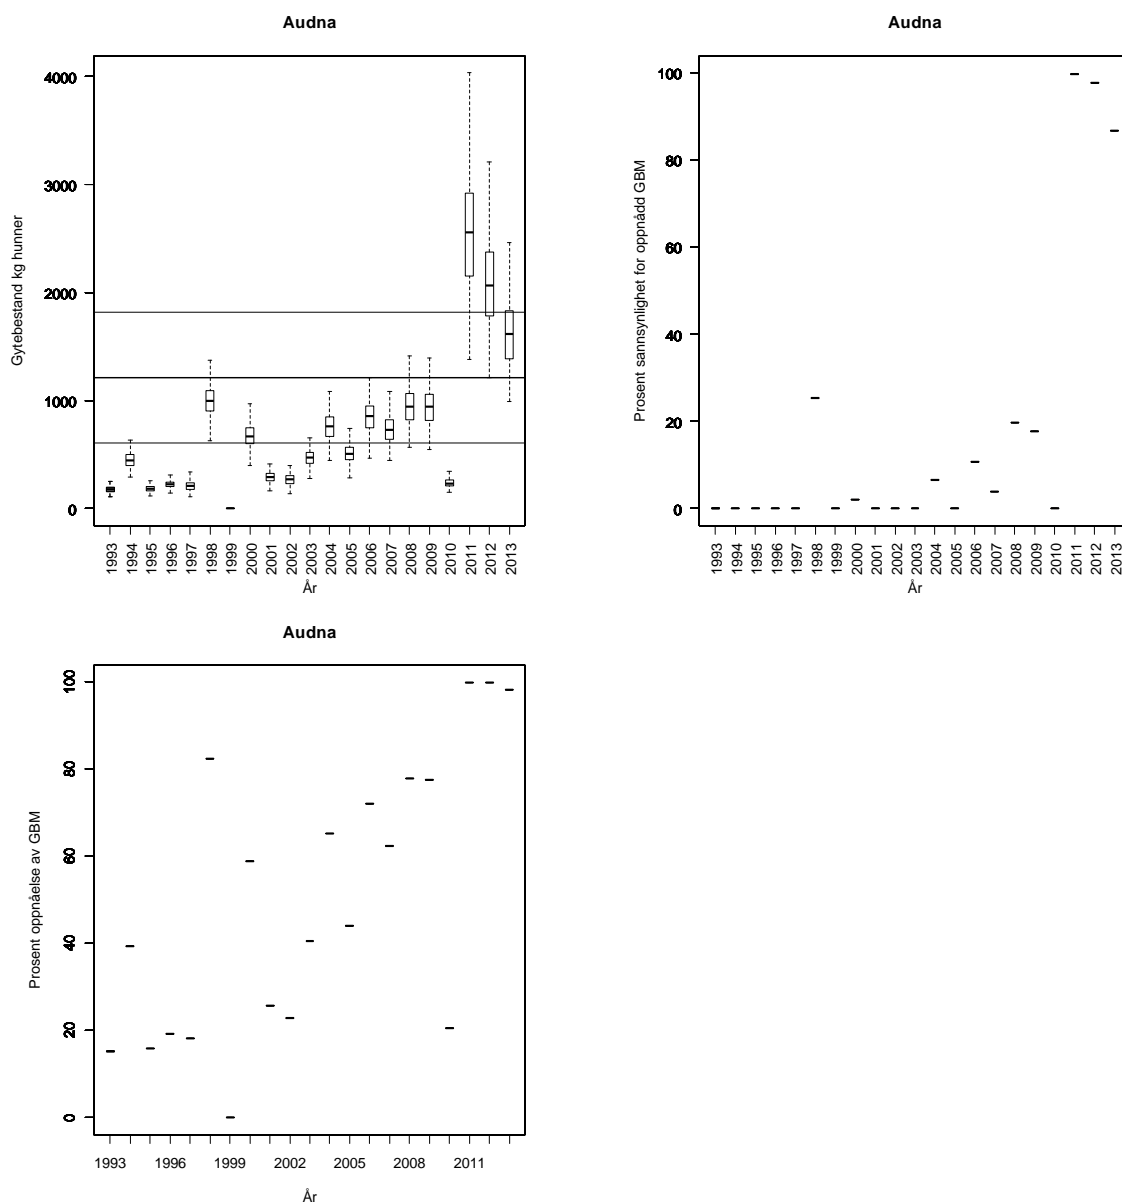 Audna
Gytebestand kg hunner
4000
3000
2000
1000
0
1993 1994 1995 1996 1997 1998 1999 2000 2001 2002 2003 2004 2005 2006 2007 2008 2009 2010 2011 2012 2013
År
Audna
Prosent sannsynlighet for oppnådd GBM
100
80
60
40
20
0
1993 1994 1995 1996 1997 1998 1999 2000 2001 2002 2003 2004 2005 2006 2007 2008 2009 2010 2011 2012 2013
År
Audna
Prosent oppnåelse av GBM
100
80
60
40
20
0
1993 1996 1999 2002 2005 2008 2011
År